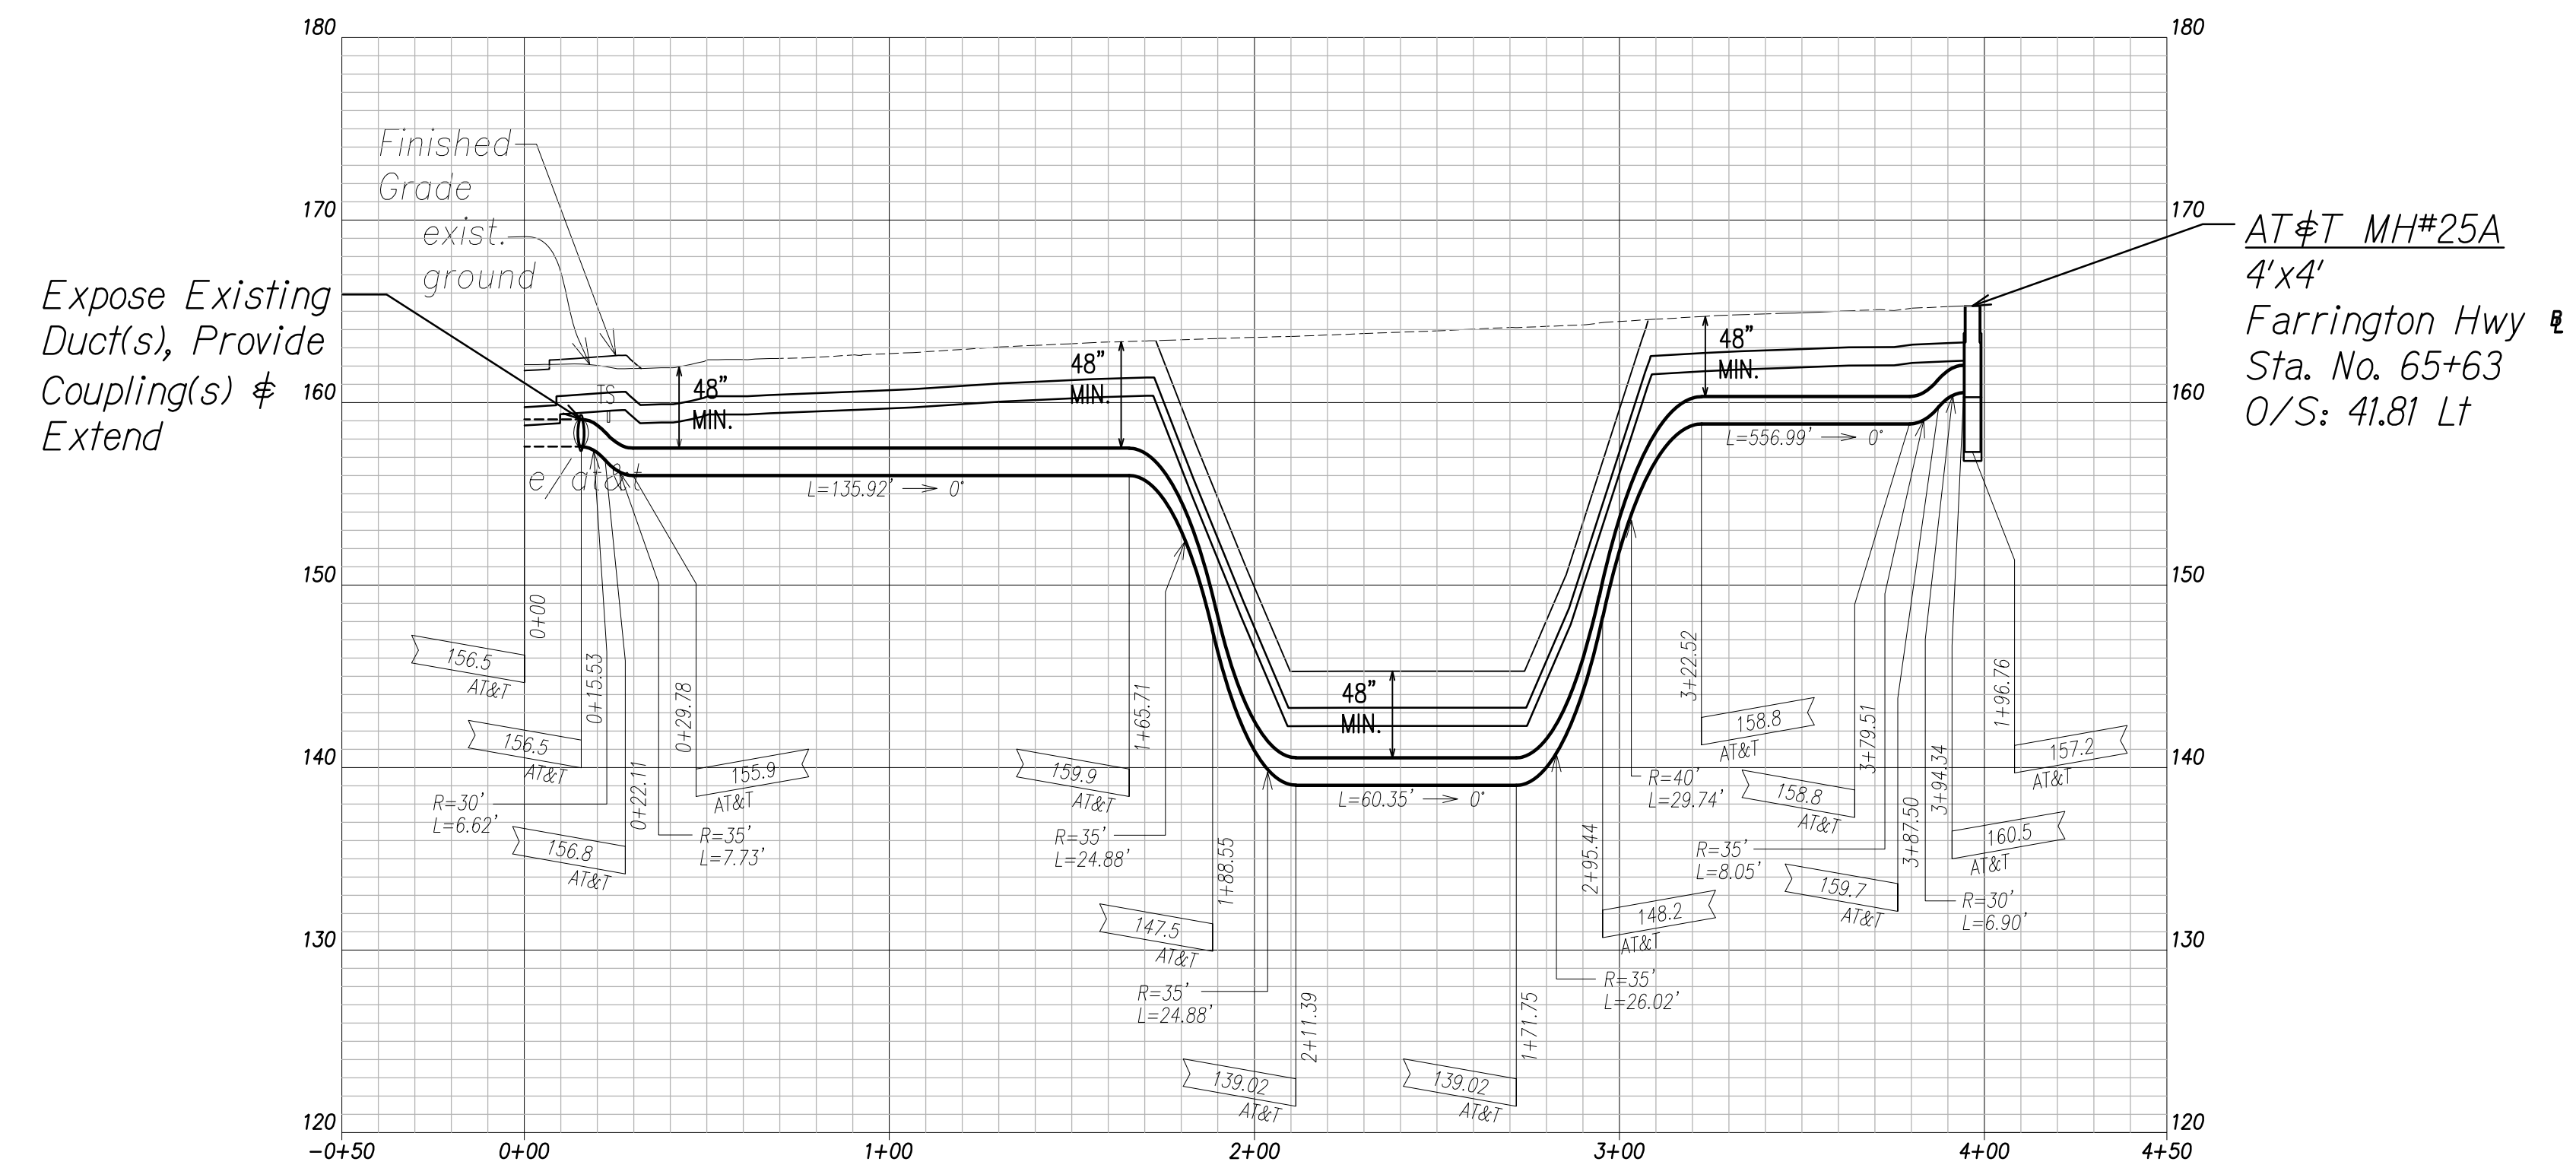 180
180
170
170
160
160
150
150
140
140
130
130
120
120
-0+50
0+00
1+00
2+00
3+00
4+00
4+50
Finished
Grade
exist.
ground
Expose Existing
Duct(s), Provide
Coupling(s) &
Extend
AT&T MH#25A
4'x4'
Farrington Hwy ℄
Sta. No. 65+63
O/S: 41.81 Lt
TS
e/at&t
48”
MIN.
48”
MIN.
48”
MIN.
48”
MIN.
L=135.92' 0°
L=60.35' 0°
L=556.99' 0°
0+00
156.5
AT&T
0+15.53
156.5
AT&T
R=30'
L=6.62'
0+22.11
156.8
AT&T
R=35'
L=7.73'
0+29.78
155.9
AT&T
1+65.71
159.9
AT&T
R=35'
L=24.88'
1+88.55
147.5
AT&T
R=35'
L=24.88'
2+11.39
139.02
AT&T
1+71.75
139.02
AT&T
R=35'
L=26.02'
2+95.44
148.2
AT&T
R=40'
L=29.74'
3+22.52
158.8
AT&T
3+79.51
158.8
AT&T
R=35'
L=8.05'
3+87.50
159.7
AT&T
R=30'
L=6.90'
3+94.34
160.5
AT&T
1+96.76
157.2
AT&T